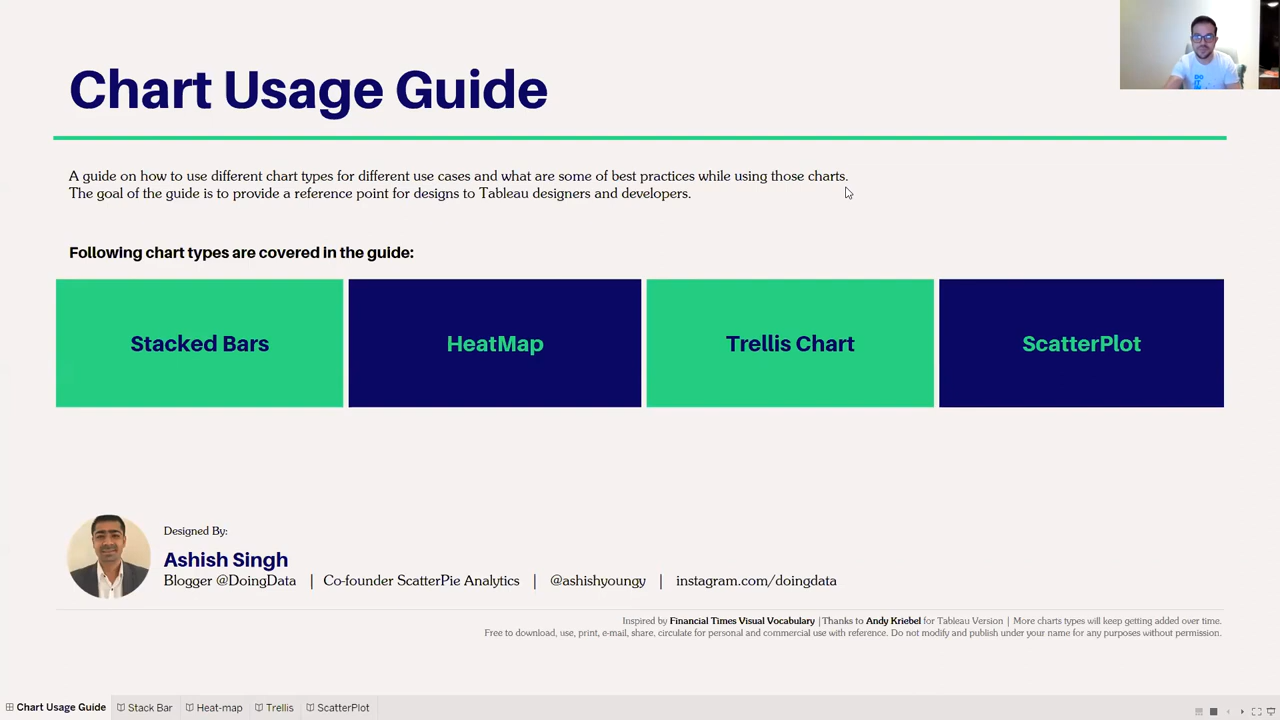 Chart Usage Guide
A guide on how to use different chart types for different use cases and what are some of best practices while using those charts.
The goal of the guide is to provide a reference point for designs to Tableau designers and developers.
Following chart types are covered in the guide:
Stacked Bars
HeatMap
Trellis Chart
ScatterPlot
Designed By:
Ashish Singh
Blogger @DoingData | Co-founder ScatterPie Analytics | @ashishyoungy | instagram.com/doingdata
Inspired by Financial Times Visual Vocabulary |Thanks to Andy Kriebel for Tableau Version | More charts types will keep getting added over time.
Free to download, use, print, e-mail, share, circulate for personal and commercial use with reference. Do not modify and publish under your name for any purposes without permission.
Chart Usage Guide
Stack Bar
Heat-map
Trellis
ScatterPlot